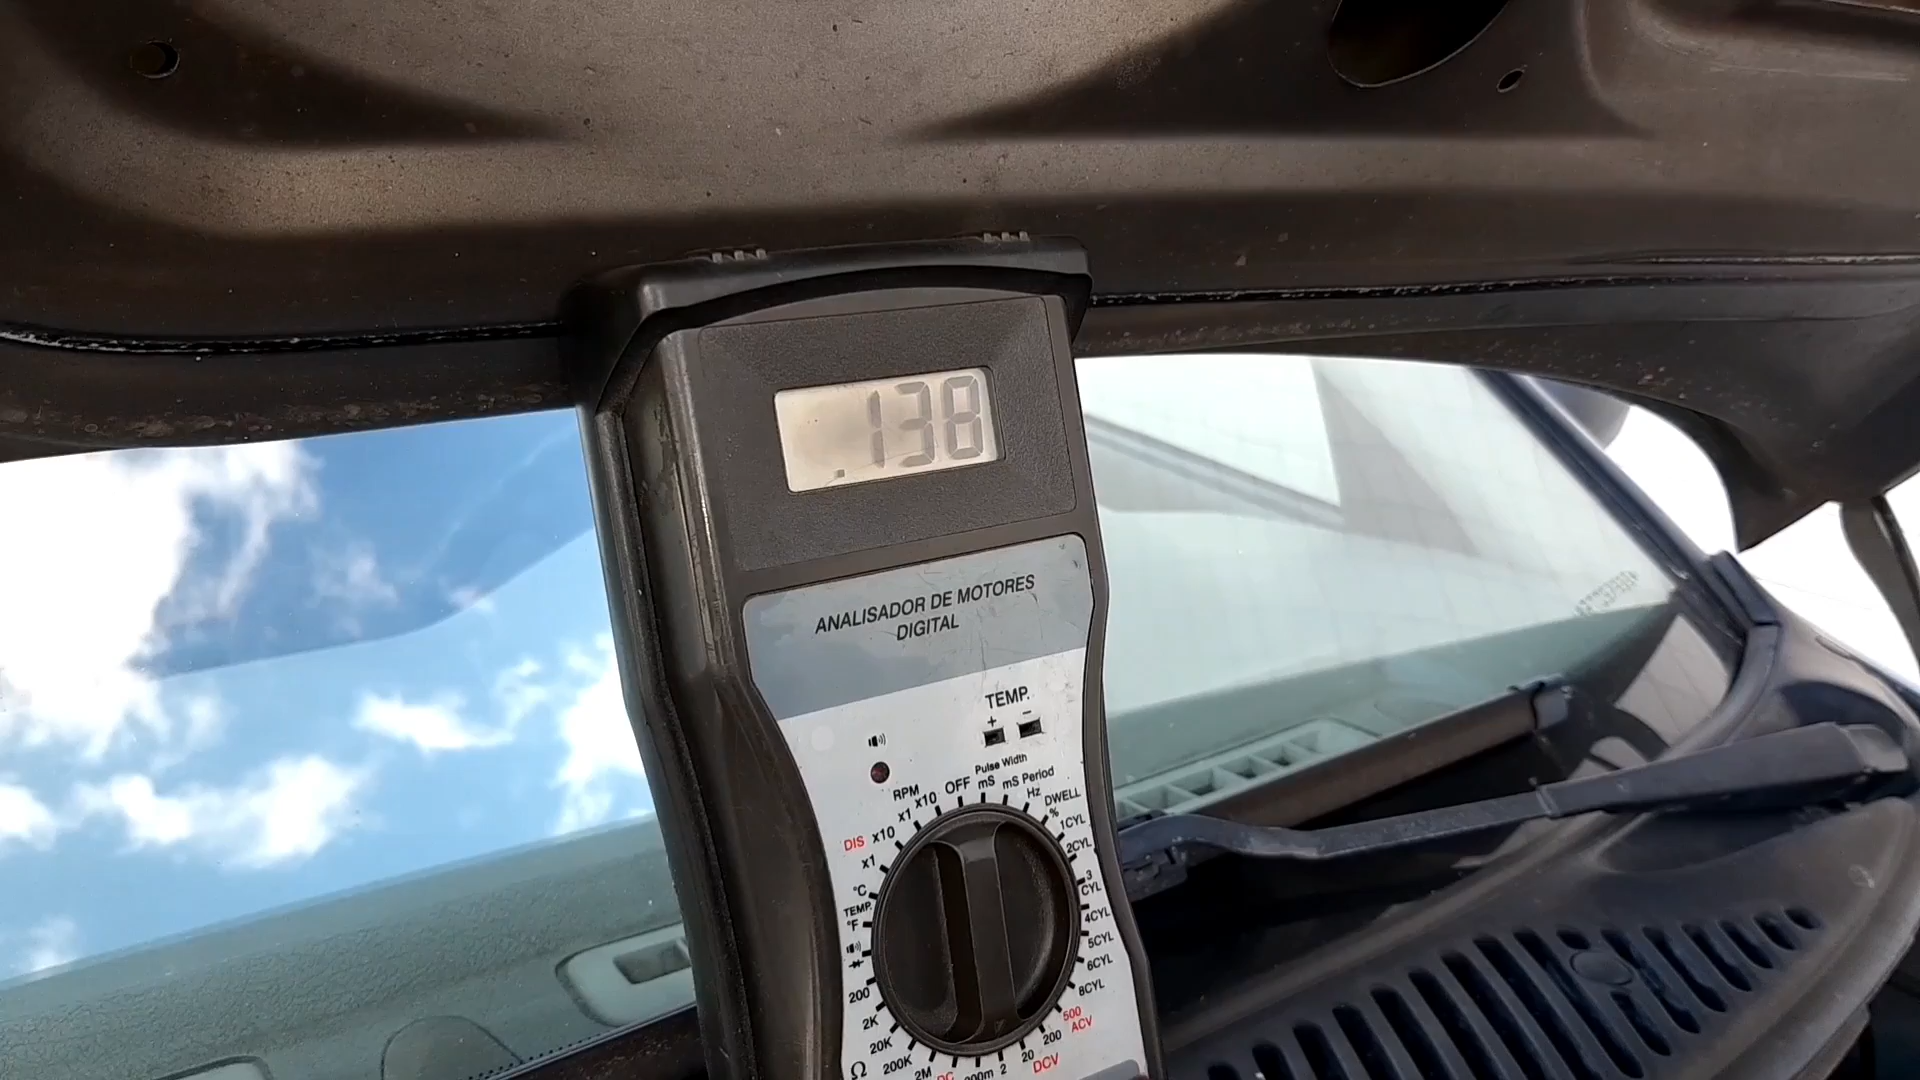 .138
ANALISADOR DE MOTORES
DIGITAL
TEMP.
+ −
RPM
x10
x1
OFF
Pulse Width
mS
mS Period
Hz
DWELL
%
1CYL
2CYL
3
CYL
4CYL
5CYL
6CYL
8CYL
500
ACV
200
20
DCV
2
200m
DC
2M
200K
Ω
20K
2K
200
°F
TEMP.
°C
x1
DIS x10